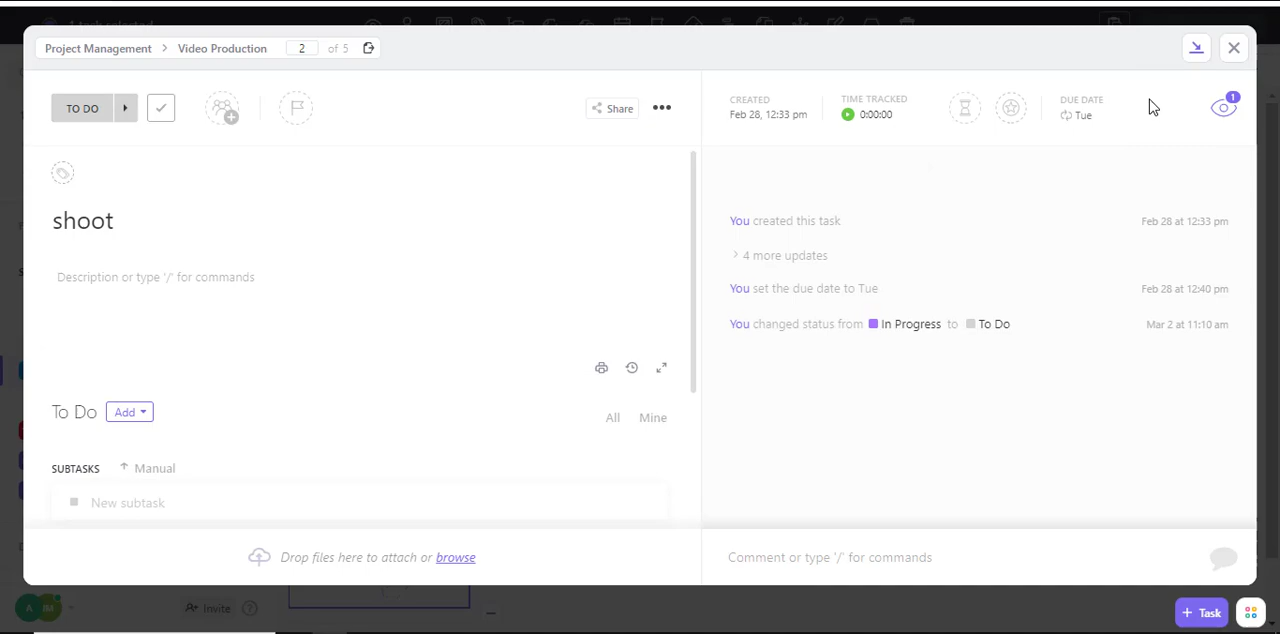 1 task selected
Project Management > Video Production 2 of 5
TO DO
Share
CREATED
Feb 28, 12:33 pm
TIME TRACKED
0:00:00
DUE DATE
Tue
1
shoot
Description or type '/' for commands
To Do Add
All Mine
SUBTASKS Manual
New subtask
Drop files here to attach or browse
You created this task Feb 28 at 12:33 pm
4 more updates
You set the due date to Tue Feb 28 at 12:40 pm
You changed status from In Progress to To Do Mar 2 at 11:10 am
Comment or type '/' for commands
A RM Invite
+ Task